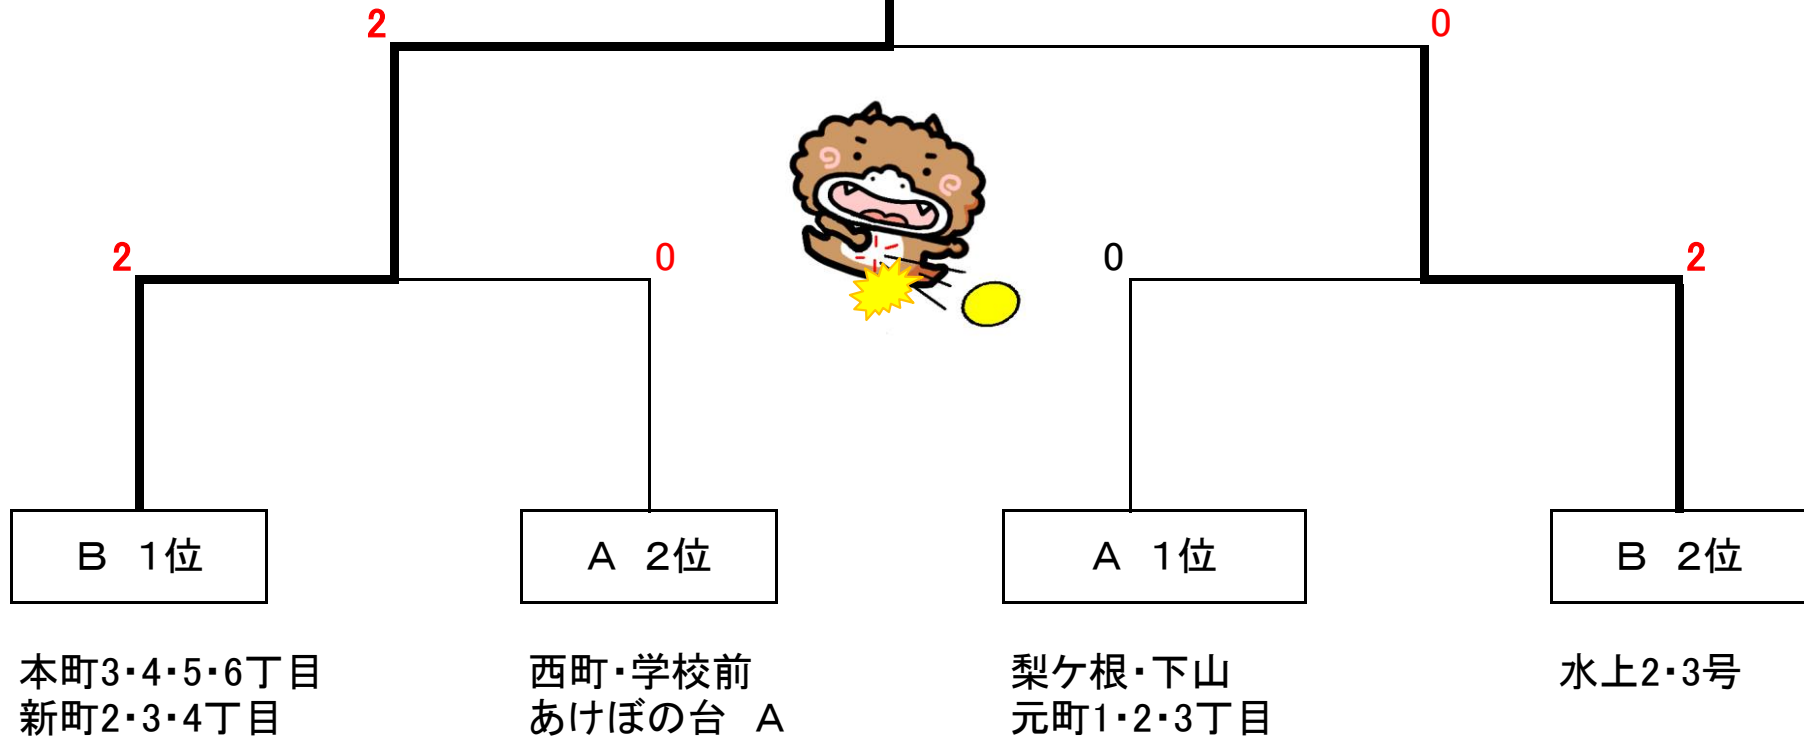 2 0
2 0 0 2
B 1位 A 2位 A 1位 B 2位
本町3・4・5・6丁目 西町・学校前 梨ケ根・下山 水上2・3号
新町2・3・4丁目 あけぼの台 A 元町1・2・3丁目